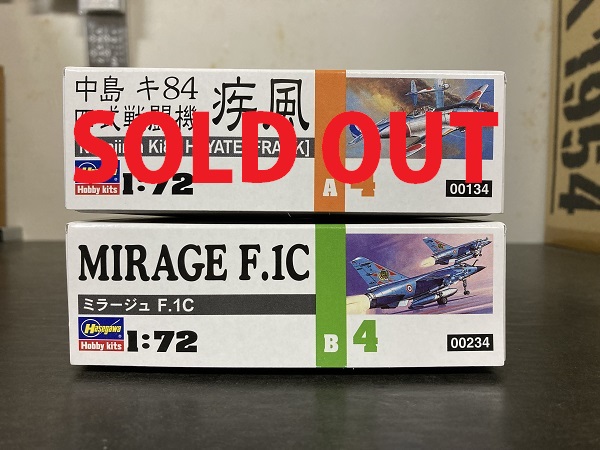 中島 キ84
四式戦闘機 疾風
SOLD OUT
Hasegawa
Hobby kits
1:72
A 4
00134
MIRAGE F.1C
ミラージュ F.1C
Hasegawa
Hobby kits
1:72
B 4
00234